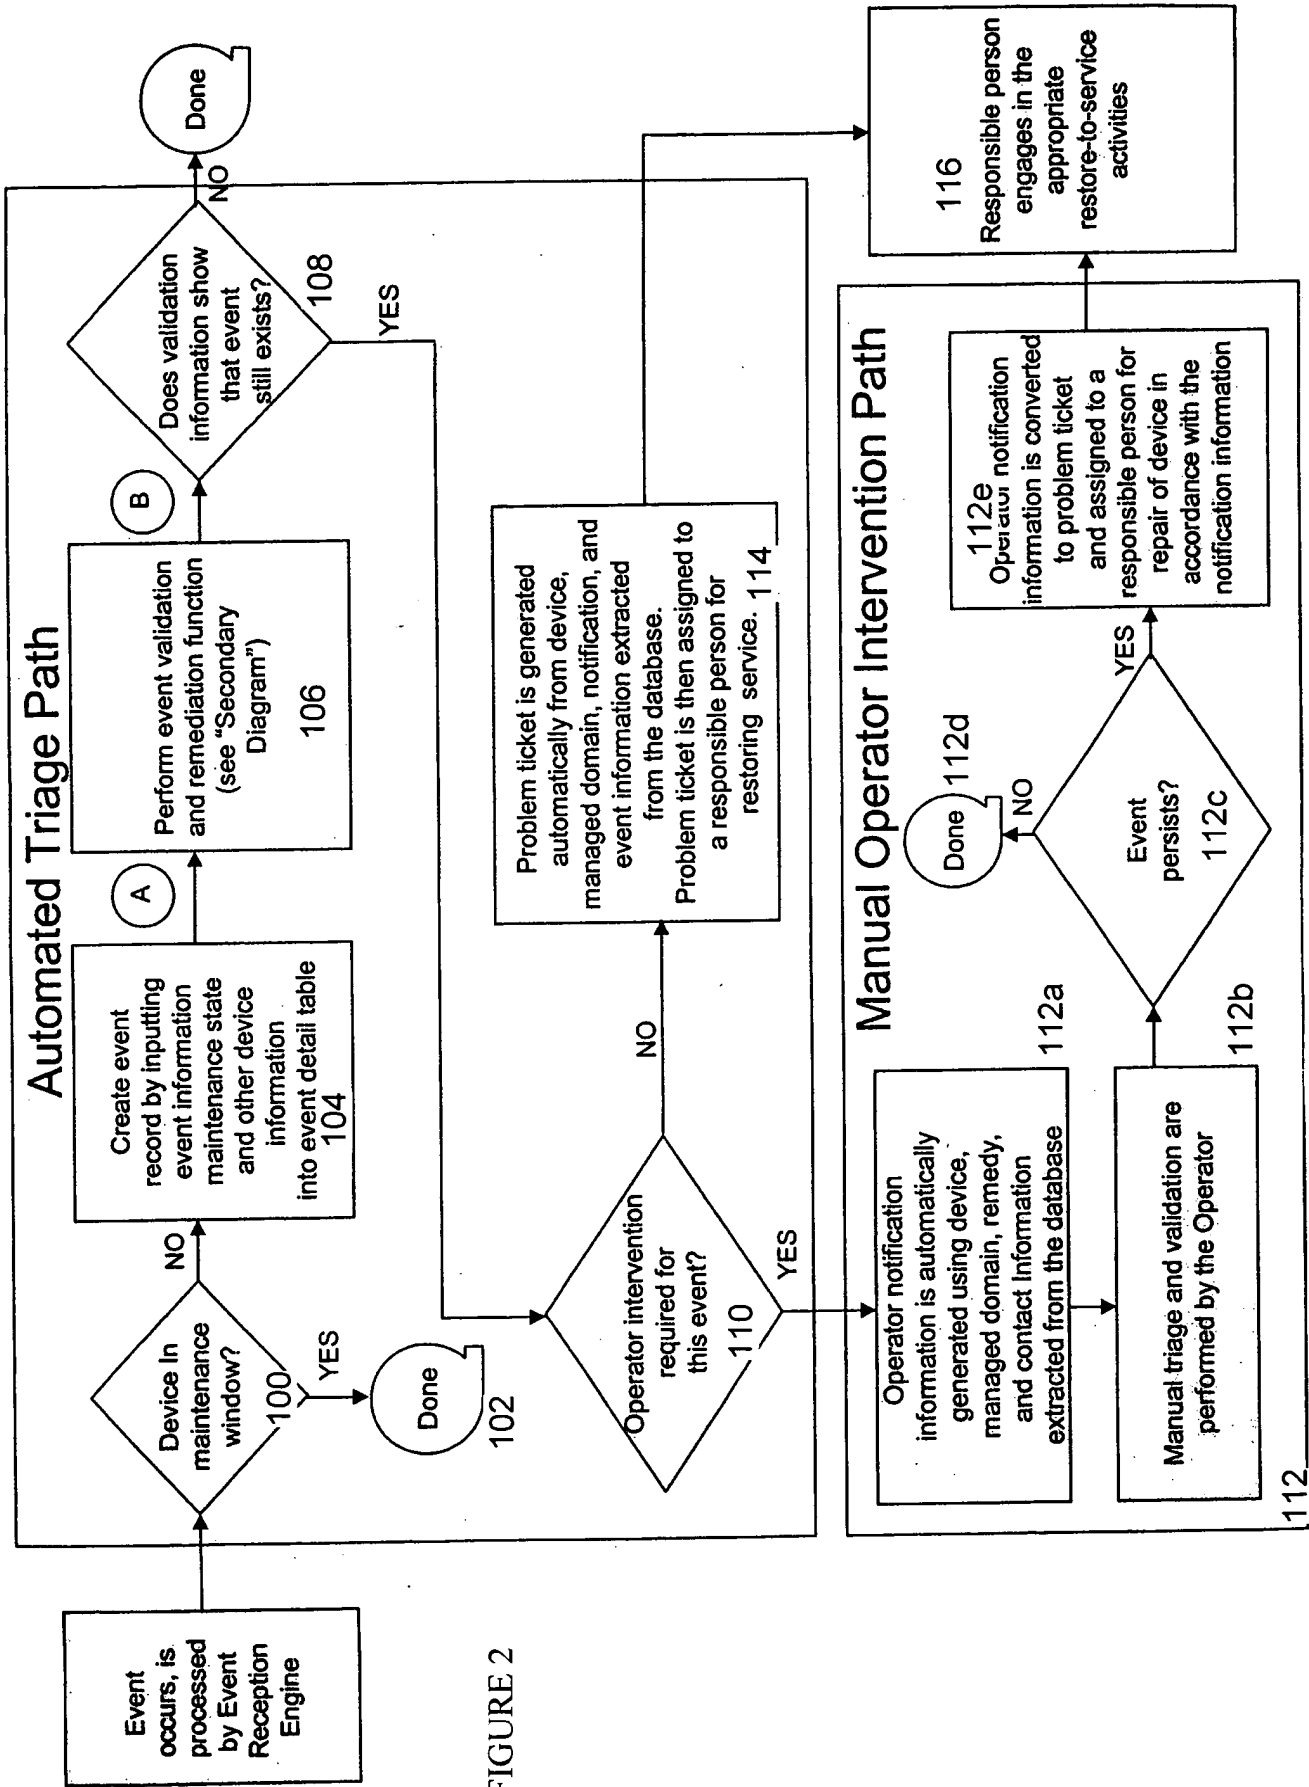 Automated Triage Path
Event
occurs, is
processed
by Event
Reception
Engine
Device In
maintenance
window?
100
NO
YES
Done
102
Create event
record by inputting
event information
maintenance state
and other device
information
into event detail table
104
A
Perform event validation
and remediation function
(see "Secondary
Diagram")
106
B
Does validation
information show
that event
still exists?
108
NO
Done
YES
Operator intervention
required for
this event?
110
NO
YES
Problem ticket is generated
automatically from device,
managed domain, notification, and
event information extracted
from the database.
Problem ticket is then assigned to
a responsible person for
restoring service. 114
Manual Operator Intervention Path
Operator notification
information is automatically
generated using device,
managed domain, remedy,
and contact Information
extracted from the database
112a
Manual triage and validation are
performed by the Operator
112b
Event
persists?
112c
NO
Done
112d
YES
112e
Operator notification
information is converted
to problem ticket
and assigned to a
responsible person for
repair of device in
accordance with the
notification information
112
116
Responsible person
engages in the
appropriate
restore-to-service
activities
FIGURE 2